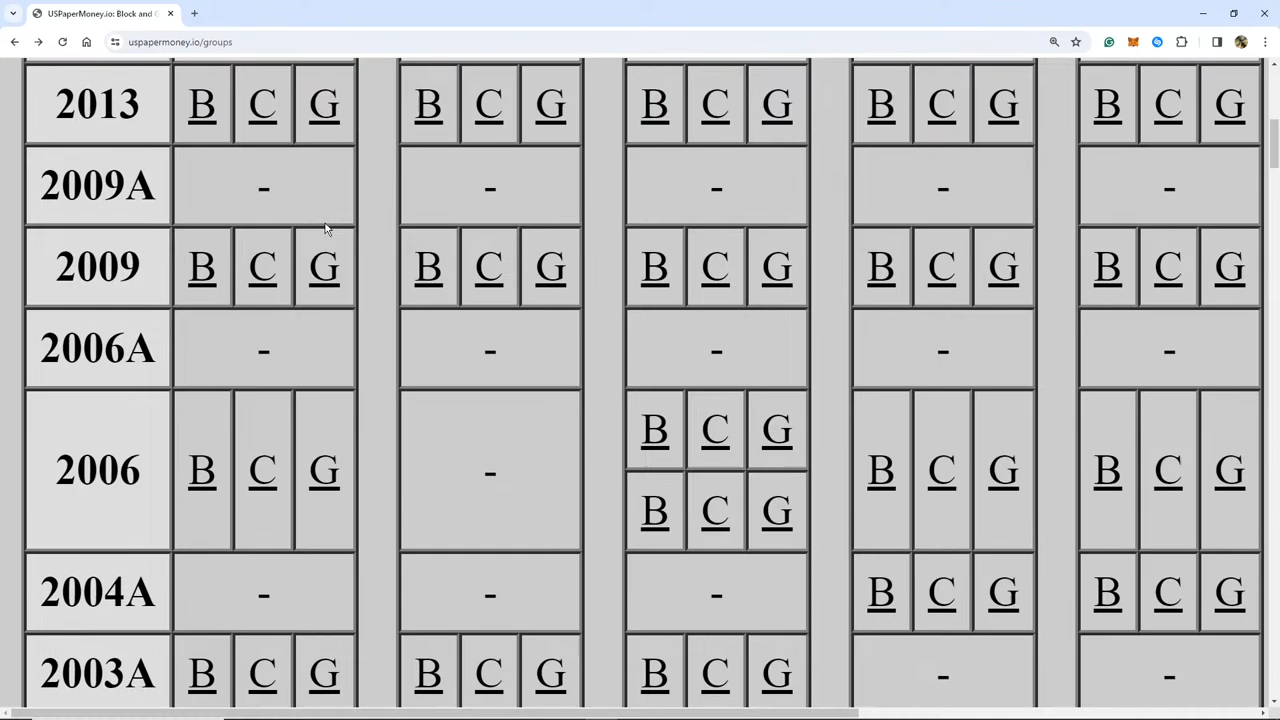 USPaperMoney.io: Block and G
uspapermoney.io/groups
2013 B C G B C G B C G B C G B C G
2009A - - - - -
2009 B C G B C G B C G B C G B C G
2006A - - - - -
B C G
2006 B C G - B C G B C G
B C G
2004A - - - B C G B C G
2003A B C G B C G B C G - -